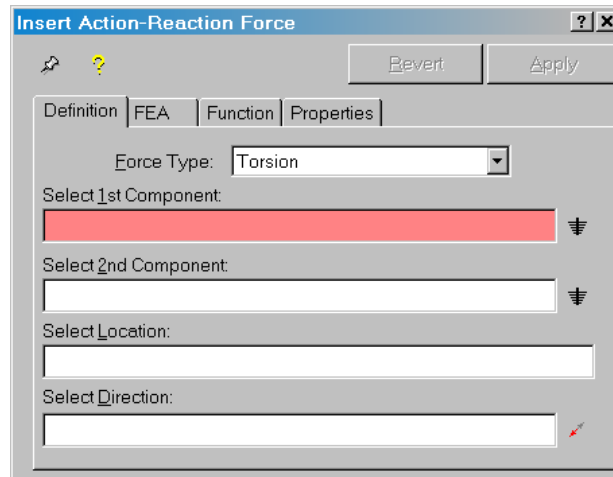 Insert Action-Reaction Force ? X
? Revert Apply
Definition FEA Function Properties
Force Type: Torsion
Select 1st Component:
Select 2nd Component:
Select Location:
Select Direction: